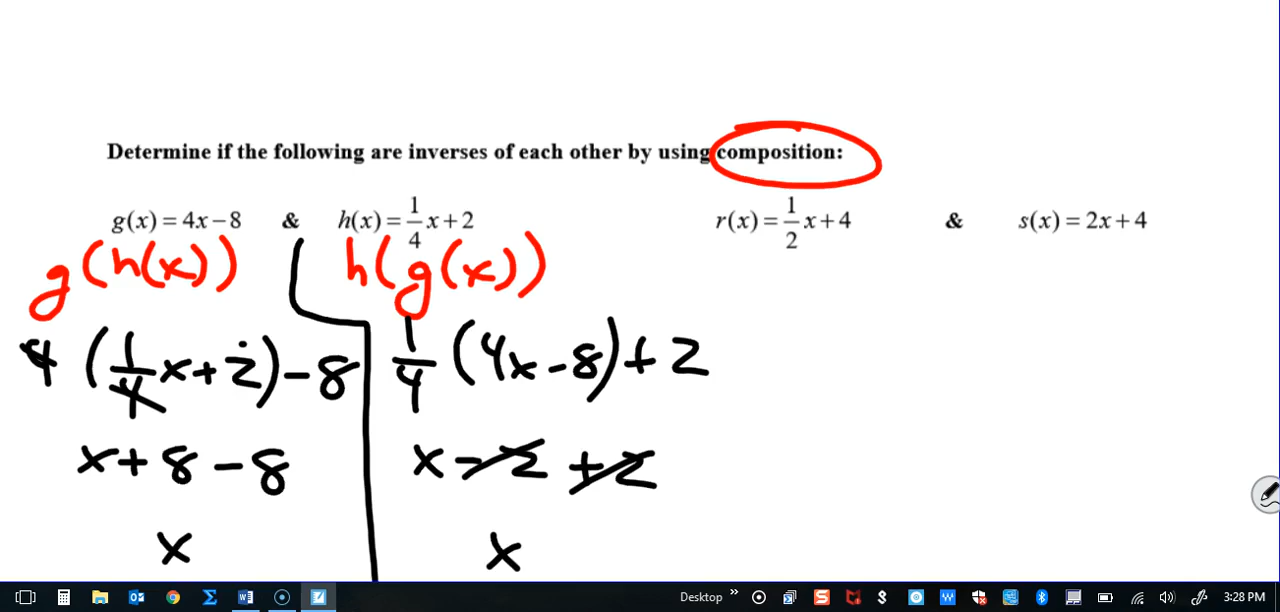 Determine if the following are inverses of each other by using composition:
g(x) = 4x − 8 & h(x) = 1/4 x + 2 r(x) = 1/2 x + 4 & s(x) = 2x + 4
g(h(x)) h(g(x))
4 (1/4 x + 2) − 8 1/4 (4x − 8) + 2
x + 8 − 8 x − 2 + 2
x x
Desktop » 3:28 PM